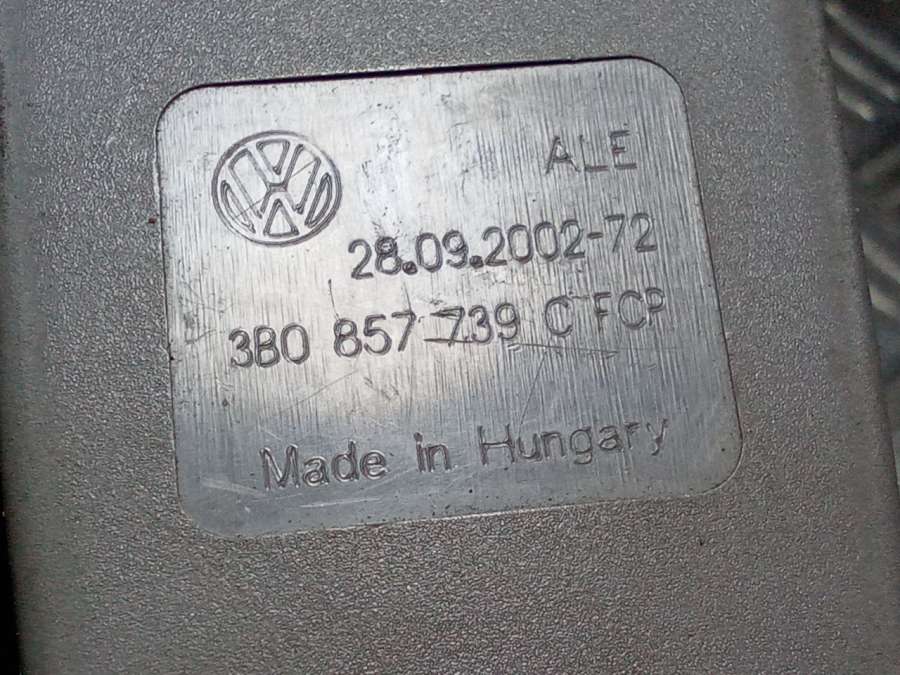 ALE
28.09.2002-72
3B0 857 739 C FCP
Made in Hungary